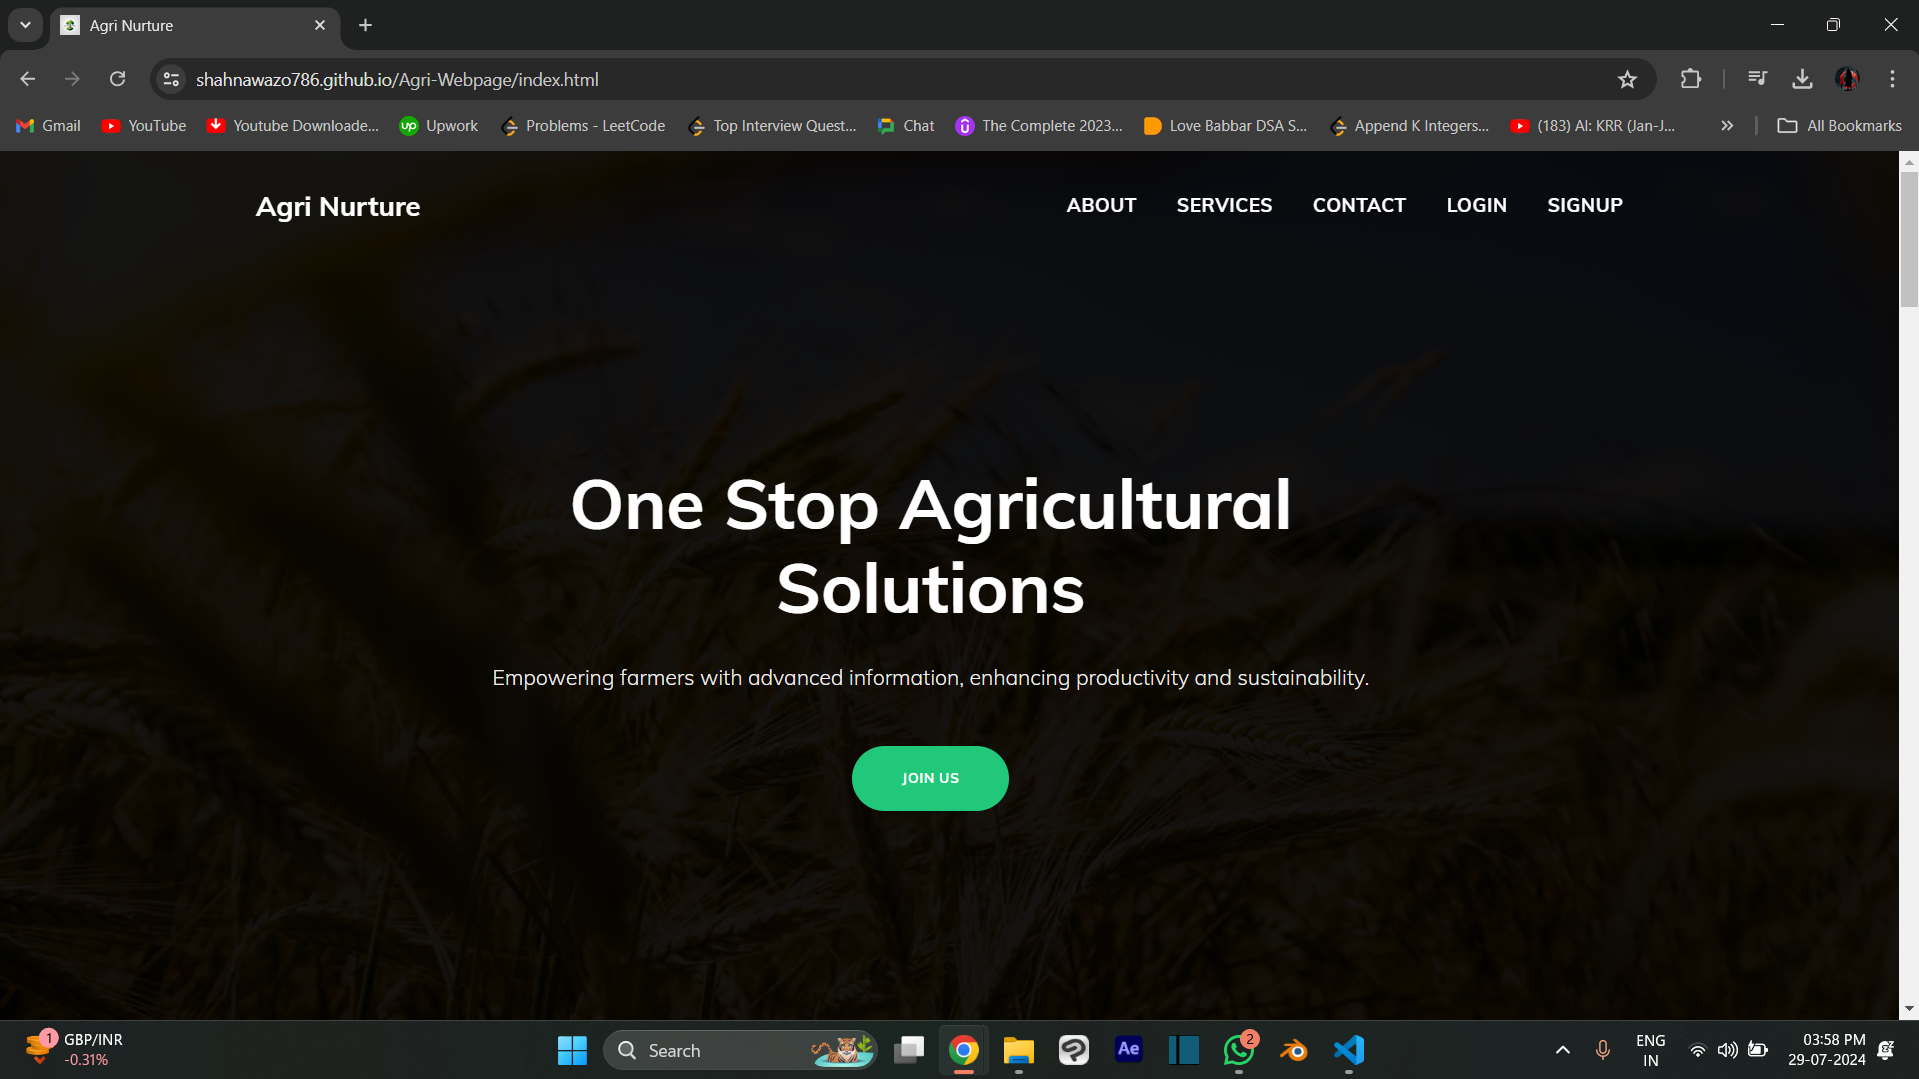 Agri Nurture
shahnawazo786.github.io/Agri-Webpage/index.html
Gmail YouTube Youtube Downloade... Upwork Problems - LeetCode Top Interview Quest... Chat The Complete 2023... Love Babbar DSA S... Append K Integers... (183) AI: KRR (Jan-J... All Bookmarks
Agri Nurture ABOUT SERVICES CONTACT LOGIN SIGNUP
One Stop Agricultural
Solutions
Empowering farmers with advanced information, enhancing productivity and sustainability.
JOIN US
1 GBP/INR
-0.31%
Search
Ae
2
ENG
IN
03:58 PM
29-07-2024